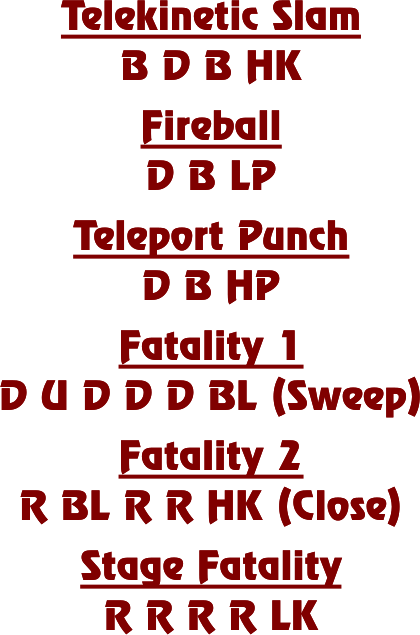 Telekinetic Slam
B D B HK
Fireball
D B LP
Teleport Punch
D B HP
Fatality 1
D U D D D BL (Sweep)
Fatality 2
R BL R R HK (Close)
Stage Fatality
R R R R LK